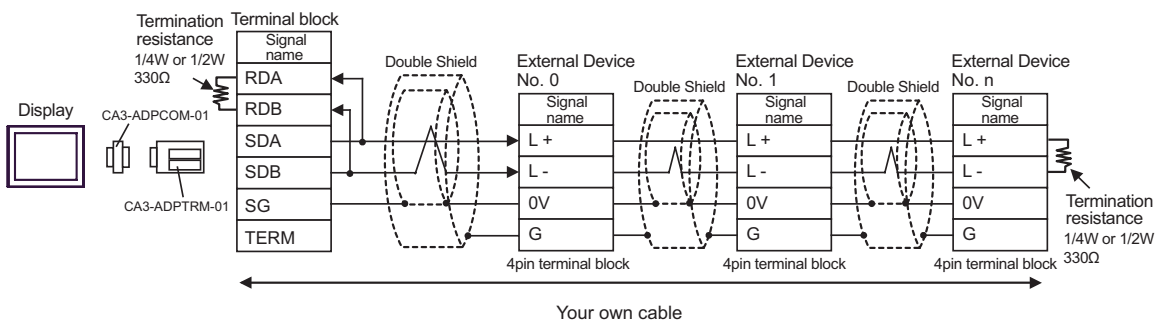 Termination
resistance
1/4W or 1/2W
330Ω
Terminal block
Signal
name
RDA
RDB
SDA
SDB
SG
TERM
Display
CA3-ADPCOM-01
CA3-ADPTRM-01
Double Shield
External Device
No. 0
Signal
name
L +
L -
0V
G
4pin terminal block
Double Shield
External Device
No. 1
Signal
name
L +
L -
0V
G
4pin terminal block
Double Shield
External Device
No. n
Signal
name
L +
L -
0V
G
4pin terminal block
Termination
resistance
1/4W or 1/2W
330Ω
Your own cable